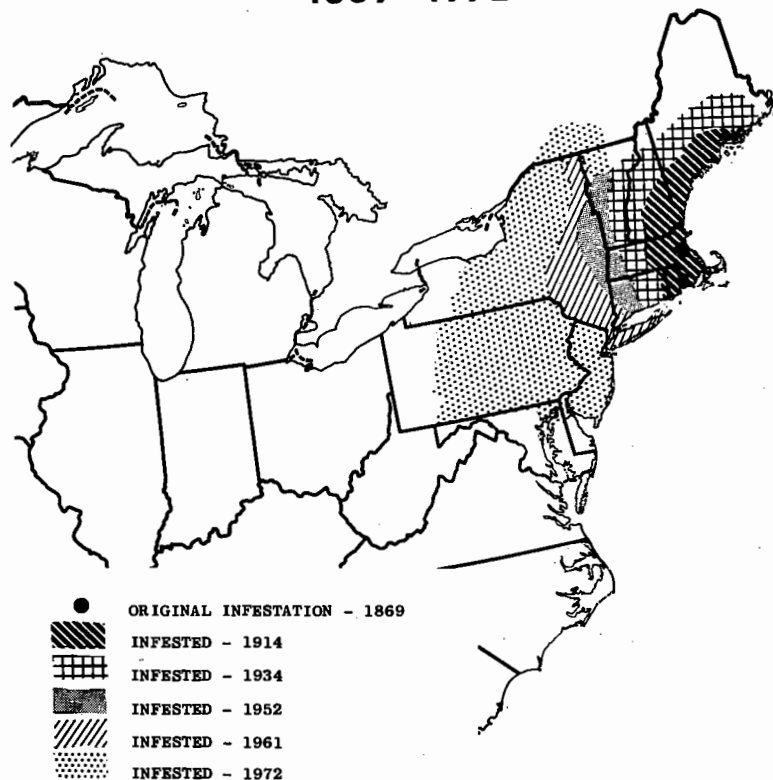 ORIGINAL INFESTATION - 1869
INFESTED - 1914
INFESTED - 1934
INFESTED - 1952
INFESTED - 1961
INFESTED - 1972